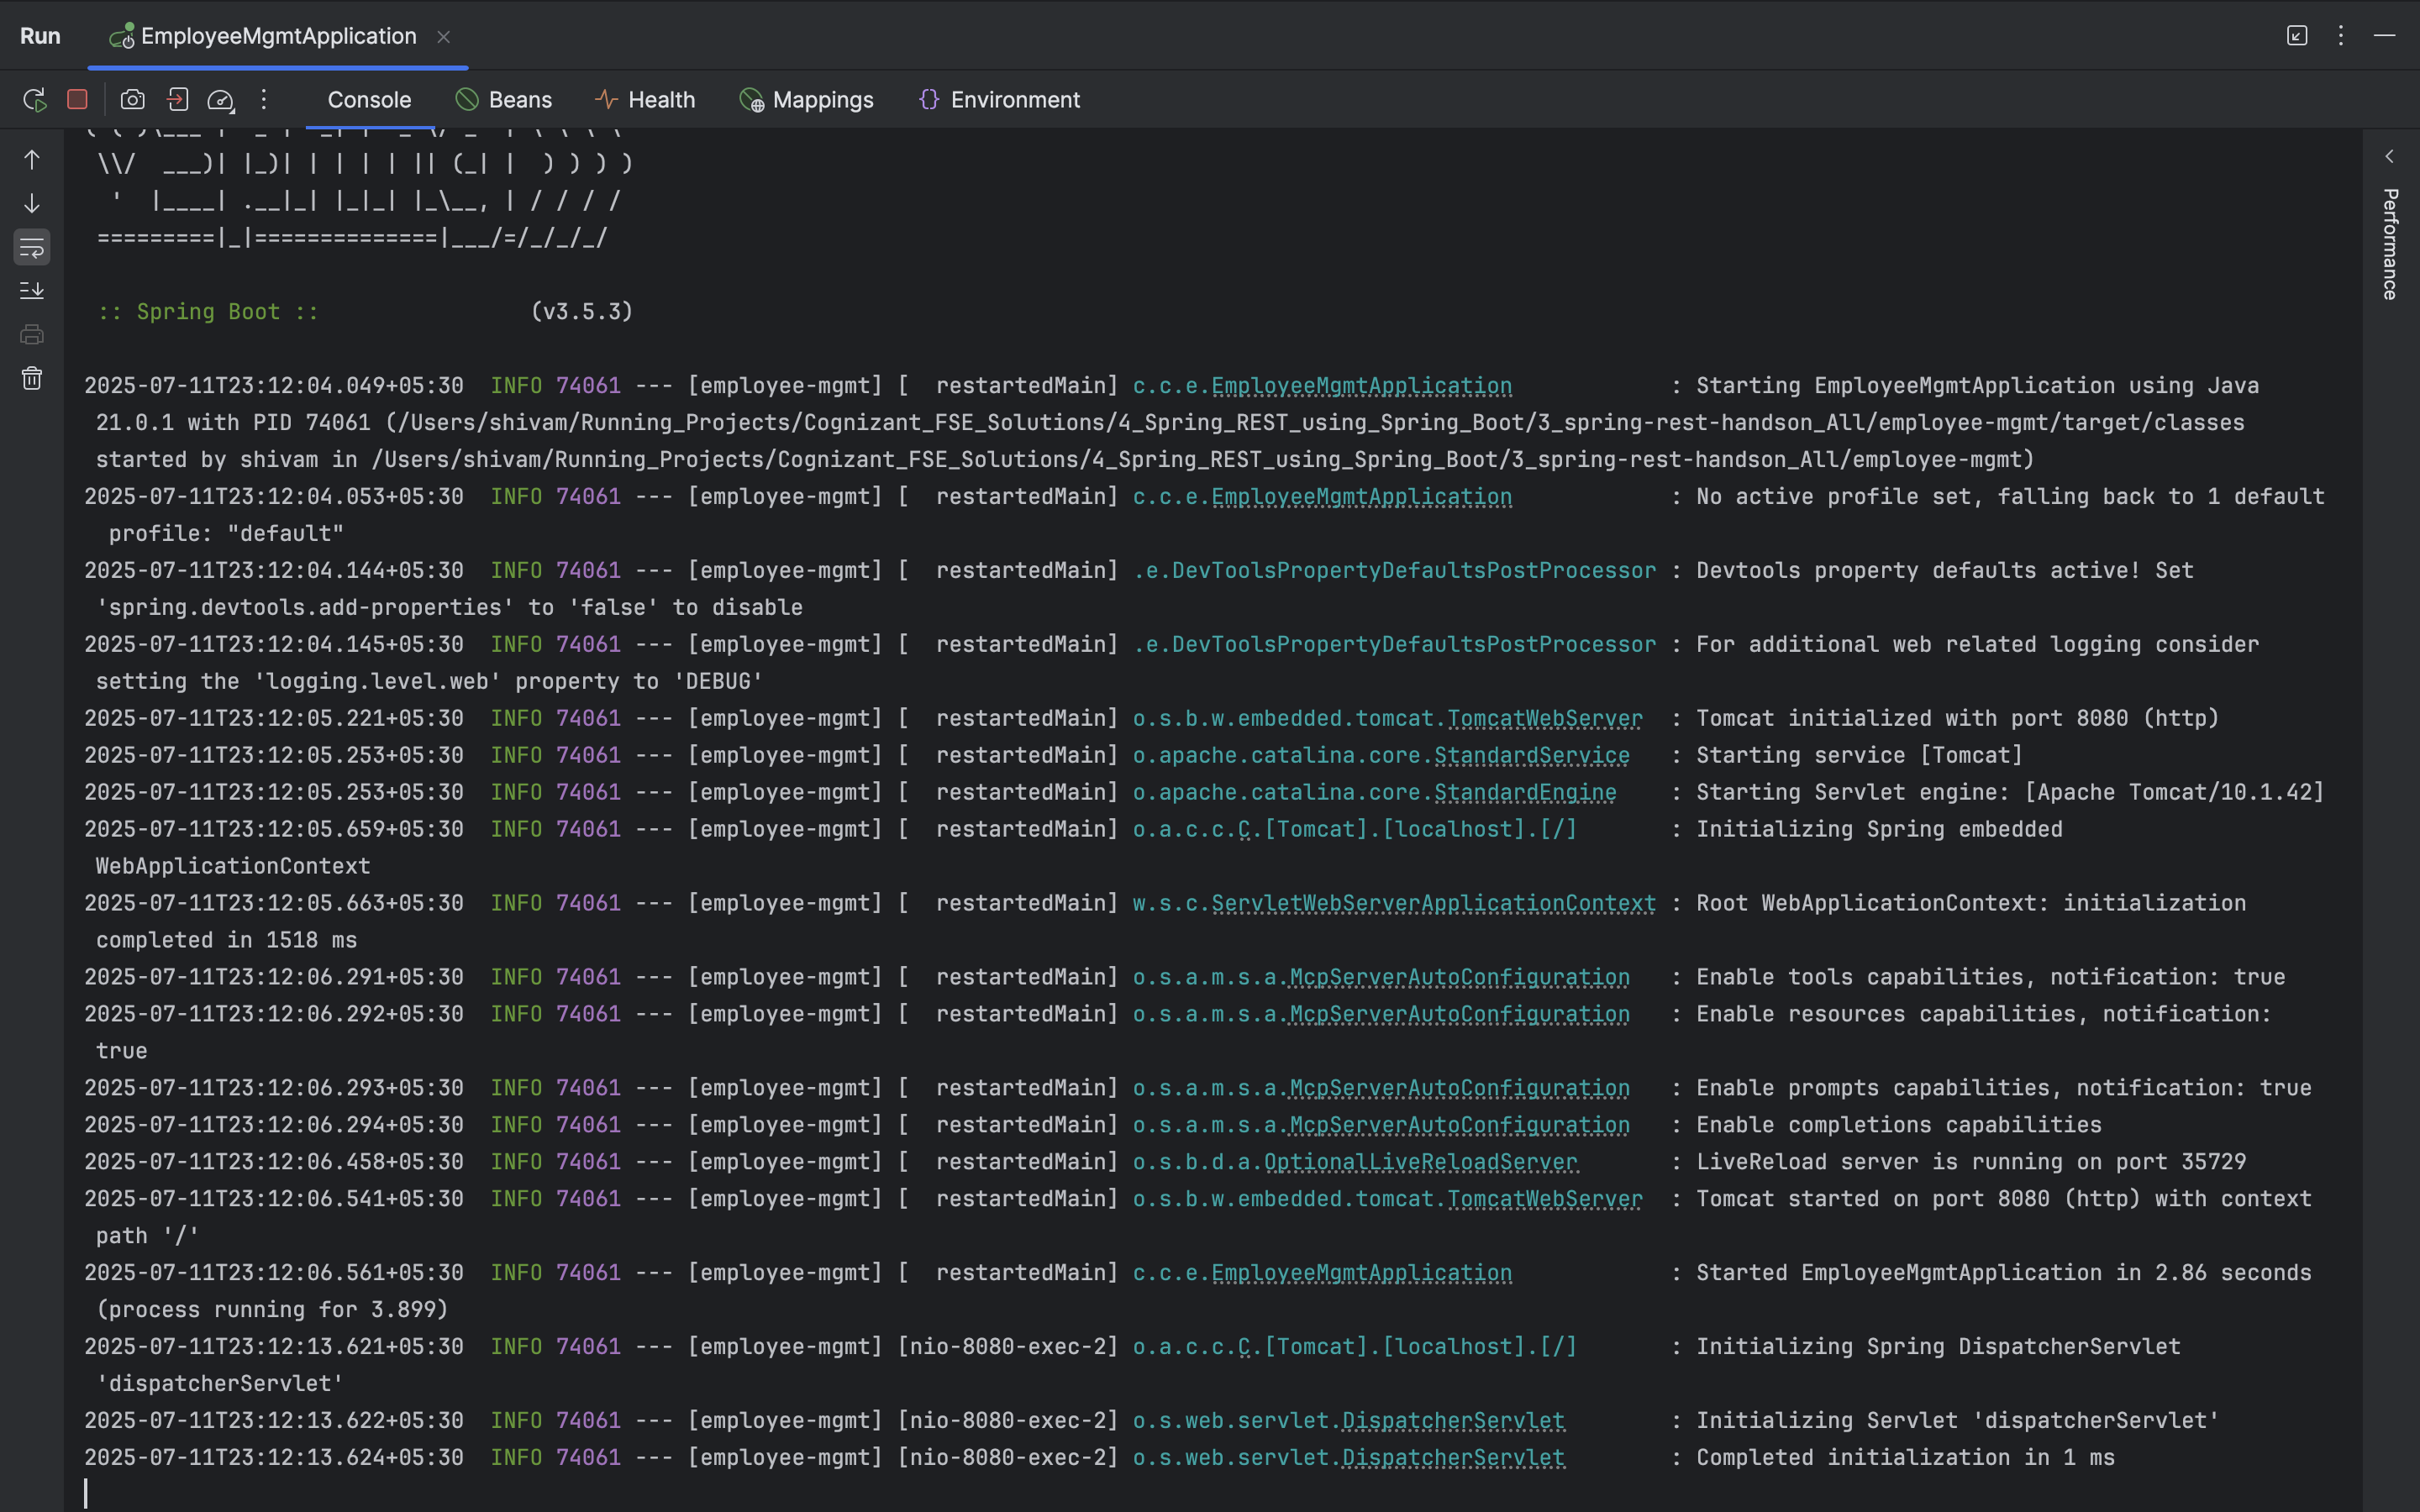 Run EmployeeMgmtApplication
Console Beans Health Mappings Environment
Performance
\\/  ___)| |_)| | | | | || (_| |  ) ) ) )
'  |____| .__|_| |_|_| |_\__, | / / / /
=========|_|==============|___/=/_/_/_/
:: Spring Boot ::                (v3.5.3)
2025-07-11T23:12:04.049+05:30  INFO 74061 --- [employee-mgmt] [  restartedMain] c.c.e.EmployeeMgmtApplication            : Starting EmployeeMgmtApplication using Java
21.0.1 with PID 74061 (/Users/shivam/Running_Projects/Cognizant_FSE_Solutions/4_Spring_REST_using_Spring_Boot/3_spring-rest-handson_All/employee-mgmt/target/classes
started by shivam in /Users/shivam/Running_Projects/Cognizant_FSE_Solutions/4_Spring_REST_using_Spring_Boot/3_spring-rest-handson_All/employee-mgmt)
2025-07-11T23:12:04.053+05:30  INFO 74061 --- [employee-mgmt] [  restartedMain] c.c.e.EmployeeMgmtApplication            : No active profile set, falling back to 1 default
profile: "default"
2025-07-11T23:12:04.144+05:30  INFO 74061 --- [employee-mgmt] [  restartedMain] .e.DevToolsPropertyDefaultsPostProcessor : Devtools property defaults active! Set
'spring.devtools.add-properties' to 'false' to disable
2025-07-11T23:12:04.145+05:30  INFO 74061 --- [employee-mgmt] [  restartedMain] .e.DevToolsPropertyDefaultsPostProcessor : For additional web related logging consider
setting the 'logging.level.web' property to 'DEBUG'
2025-07-11T23:12:05.221+05:30  INFO 74061 --- [employee-mgmt] [  restartedMain] o.s.b.w.embedded.tomcat.TomcatWebServer  : Tomcat initialized with port 8080 (http)
2025-07-11T23:12:05.253+05:30  INFO 74061 --- [employee-mgmt] [  restartedMain] o.apache.catalina.core.StandardService   : Starting service [Tomcat]
2025-07-11T23:12:05.253+05:30  INFO 74061 --- [employee-mgmt] [  restartedMain] o.apache.catalina.core.StandardEngine    : Starting Servlet engine: [Apache Tomcat/10.1.42]
2025-07-11T23:12:05.659+05:30  INFO 74061 --- [employee-mgmt] [  restartedMain] o.a.c.c.C.[Tomcat].[localhost].[/]       : Initializing Spring embedded
WebApplicationContext
2025-07-11T23:12:05.663+05:30  INFO 74061 --- [employee-mgmt] [  restartedMain] w.s.c.ServletWebServerApplicationContext : Root WebApplicationContext: initialization
completed in 1518 ms
2025-07-11T23:12:06.291+05:30  INFO 74061 --- [employee-mgmt] [  restartedMain] o.s.a.m.s.a.McpServerAutoConfiguration   : Enable tools capabilities, notification: true
2025-07-11T23:12:06.292+05:30  INFO 74061 --- [employee-mgmt] [  restartedMain] o.s.a.m.s.a.McpServerAutoConfiguration   : Enable resources capabilities, notification:
true
2025-07-11T23:12:06.293+05:30  INFO 74061 --- [employee-mgmt] [  restartedMain] o.s.a.m.s.a.McpServerAutoConfiguration   : Enable prompts capabilities, notification: true
2025-07-11T23:12:06.294+05:30  INFO 74061 --- [employee-mgmt] [  restartedMain] o.s.a.m.s.a.McpServerAutoConfiguration   : Enable completions capabilities
2025-07-11T23:12:06.458+05:30  INFO 74061 --- [employee-mgmt] [  restartedMain] o.s.b.d.a.OptionalLiveReloadServer       : LiveReload server is running on port 35729
2025-07-11T23:12:06.541+05:30  INFO 74061 --- [employee-mgmt] [  restartedMain] o.s.b.w.embedded.tomcat.TomcatWebServer  : Tomcat started on port 8080 (http) with context
path '/'
2025-07-11T23:12:06.561+05:30  INFO 74061 --- [employee-mgmt] [  restartedMain] c.c.e.EmployeeMgmtApplication            : Started EmployeeMgmtApplication in 2.86 seconds
(process running for 3.899)
2025-07-11T23:12:13.621+05:30  INFO 74061 --- [employee-mgmt] [nio-8080-exec-2] o.a.c.c.C.[Tomcat].[localhost].[/]       : Initializing Spring DispatcherServlet
'dispatcherServlet'
2025-07-11T23:12:13.622+05:30  INFO 74061 --- [employee-mgmt] [nio-8080-exec-2] o.s.web.servlet.DispatcherServlet        : Initializing Servlet 'dispatcherServlet'
2025-07-11T23:12:13.624+05:30  INFO 74061 --- [employee-mgmt] [nio-8080-exec-2] o.s.web.servlet.DispatcherServlet        : Completed initialization in 1 ms